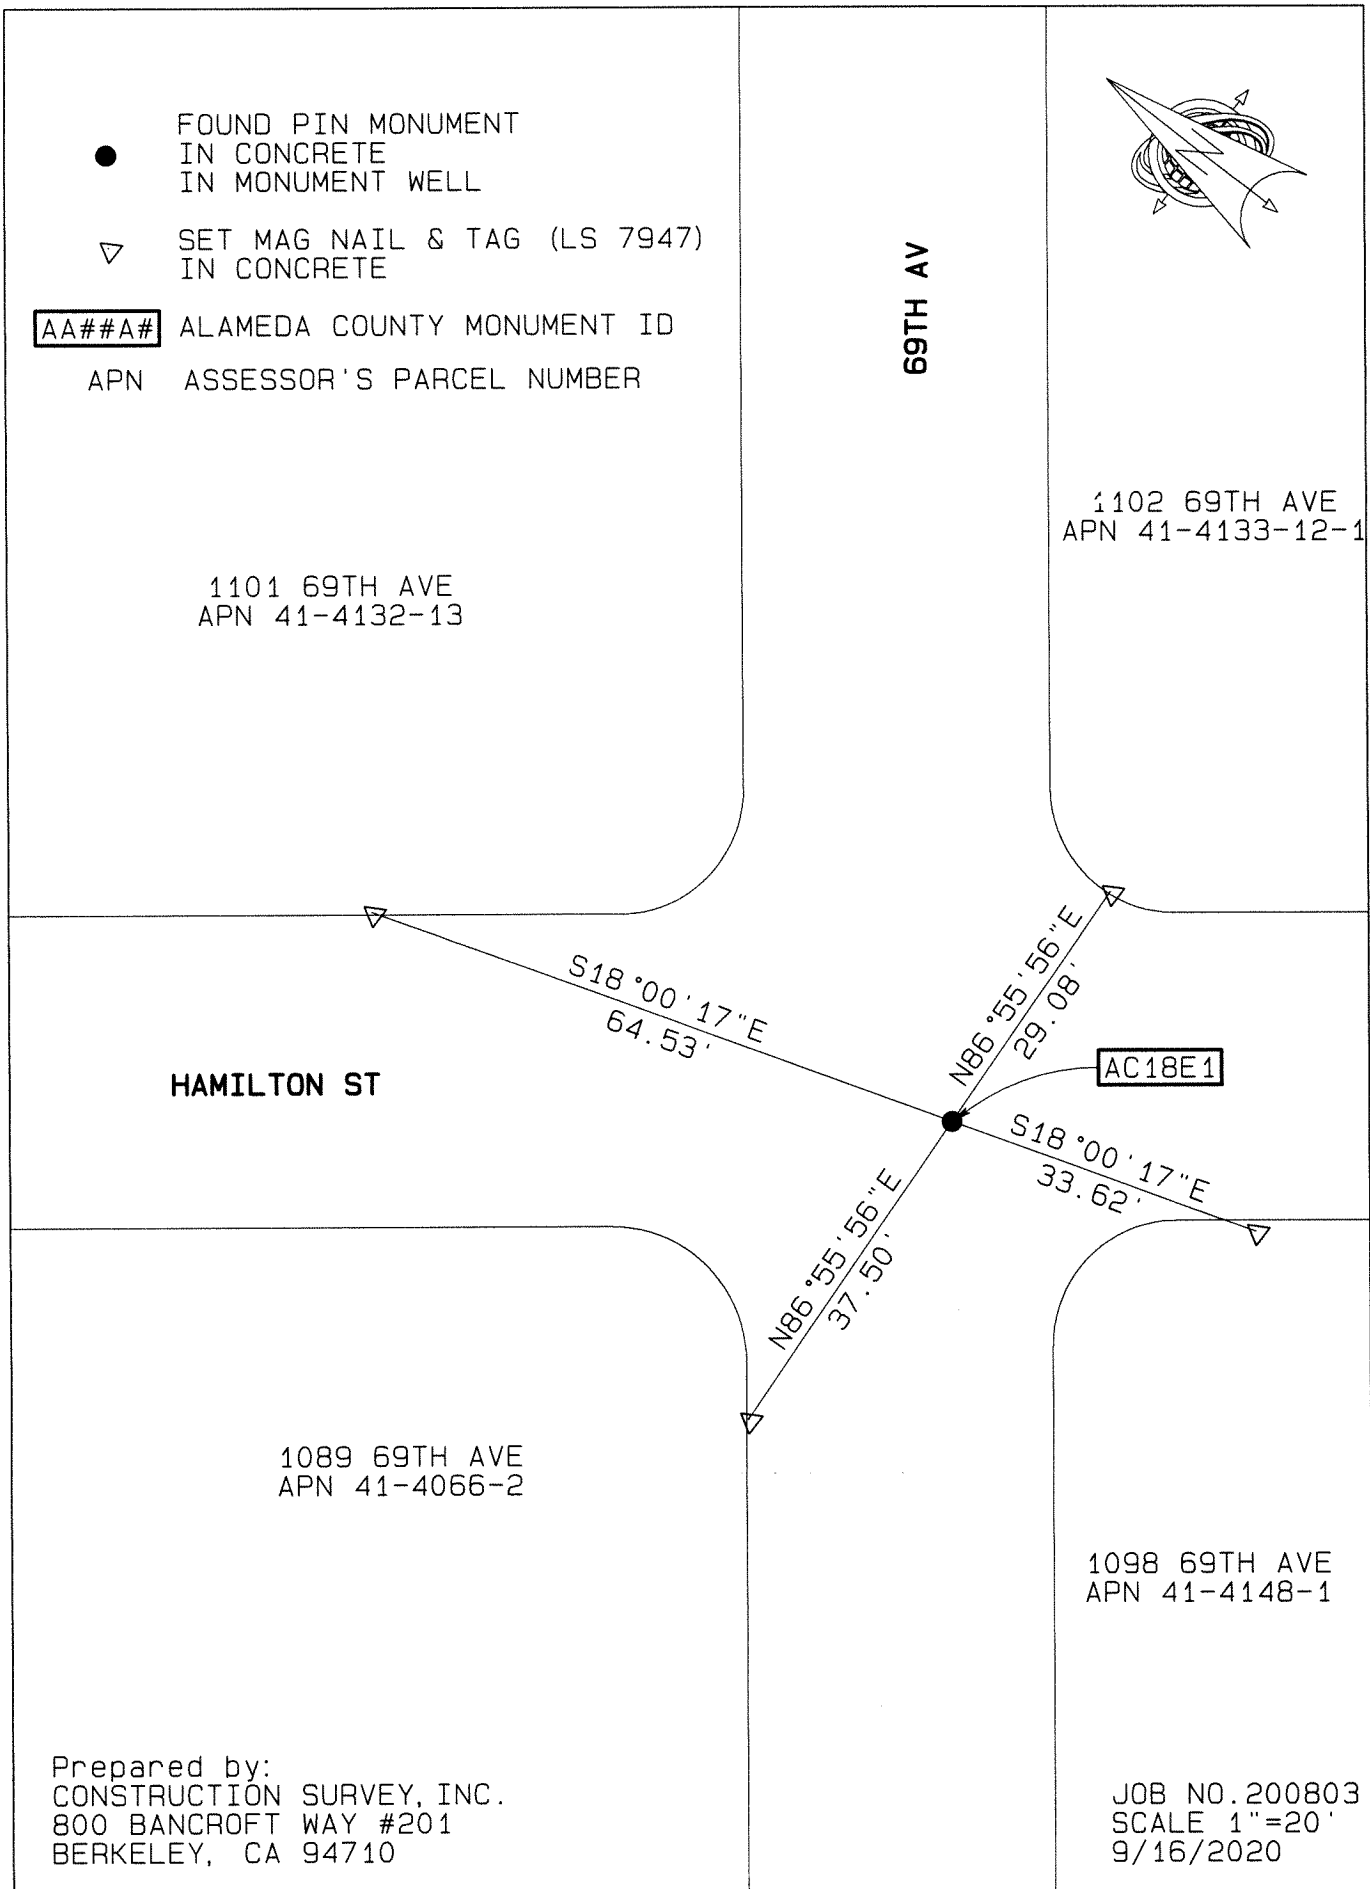 FOUND PIN MONUMENT
IN CONCRETE
IN MONUMENT WELL
SET MAG NAIL & TAG (LS 7947)
IN CONCRETE
AA##A# ALAMEDA COUNTY MONUMENT ID
APN ASSESSOR'S PARCEL NUMBER
69TH AV
1102 69TH AVE
APN 41-4133-12-1
1101 69TH AVE
APN 41-4132-13
S18°00'17"E
64.53'
N86°55'56"E
29.08'
AC18E1
HAMILTON ST
S18°00'17"E
33.62'
N86°55'56"E
37.50'
1089 69TH AVE
APN 41-4066-2
1098 69TH AVE
APN 41-4148-1
Prepared by:
CONSTRUCTION SURVEY, INC.
800 BANCROFT WAY #201
BERKELEY, CA 94710
JOB NO.200803
SCALE 1"=20'
9/16/2020